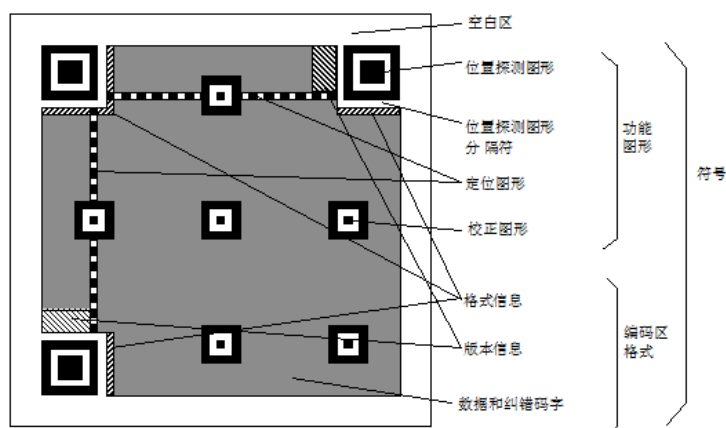 空白区
位置探测图形
位置探测图形
分 隔符
定位图形
校正图形
格式信息
版本信息
数据和纠错码字
功能
图形
编码区
格式
符号